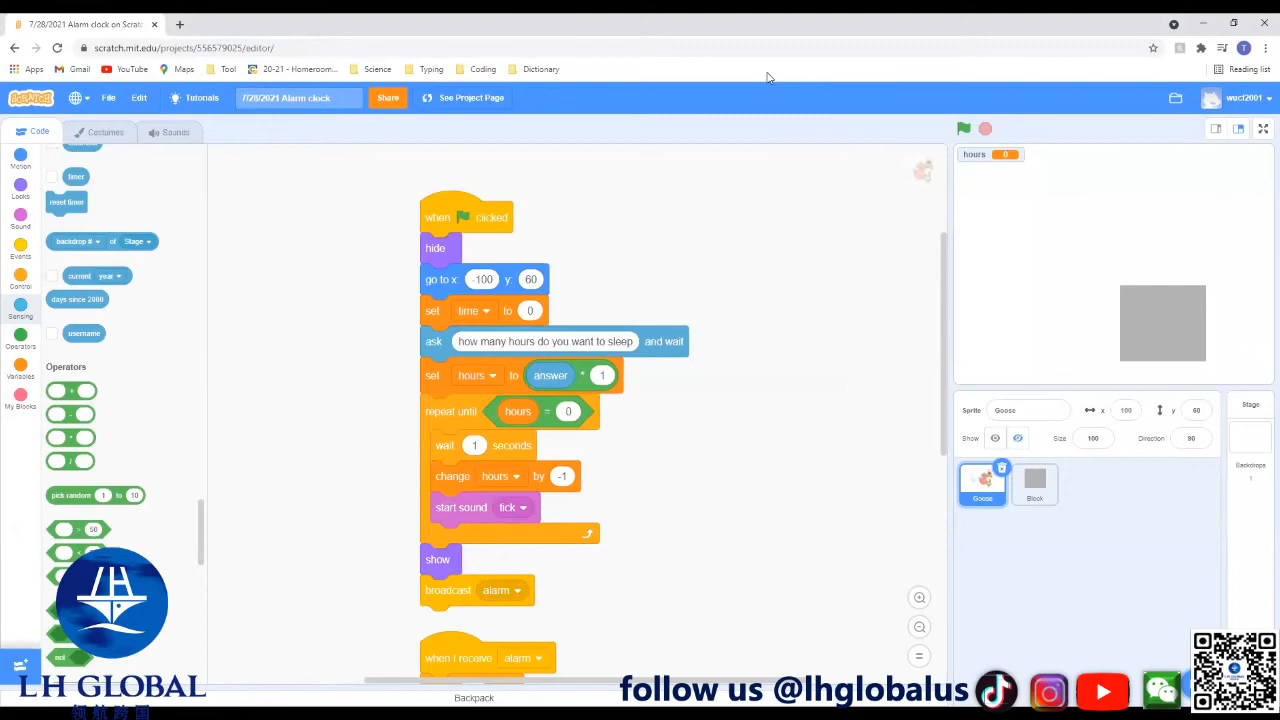 7/28/2021 Alarm clock on Scratc
scratch.mit.edu/projects/556579025/editor/
T
Apps Gmail YouTube Maps Tool 20-21 - Homeroom... Science Typing Coding Dictionary Reading list
SCRATCH File Edit Tutorials 7/28/2021 Alarm clock Share See Project Page wuct2001
Code Costumes Sounds
Motion
Looks
Sound
Events
Control
Sensing
Operators
Variables
My Blocks
timer
reset timer
backdrop # of Stage
current year
days since 2000
username
Operators
+
-
*
/
pick random 1 to 10
> 50
<
not
when clicked
hide
go to x: -100 y: 60
set time to 0
ask how many hours do you want to sleep and wait
set hours to answer * 1
repeat until hours = 0
wait 1 seconds
change hours by -1
start sound tick
show
broadcast alarm
when I receive alarm
Backpack
hours 0
Sprite Goose x 100 y 60
Show Size 100 Direction 90
Goose
Block
Stage
Backdrops
1
LH GLOBAL
领航跨国
follow us @lhglobalus